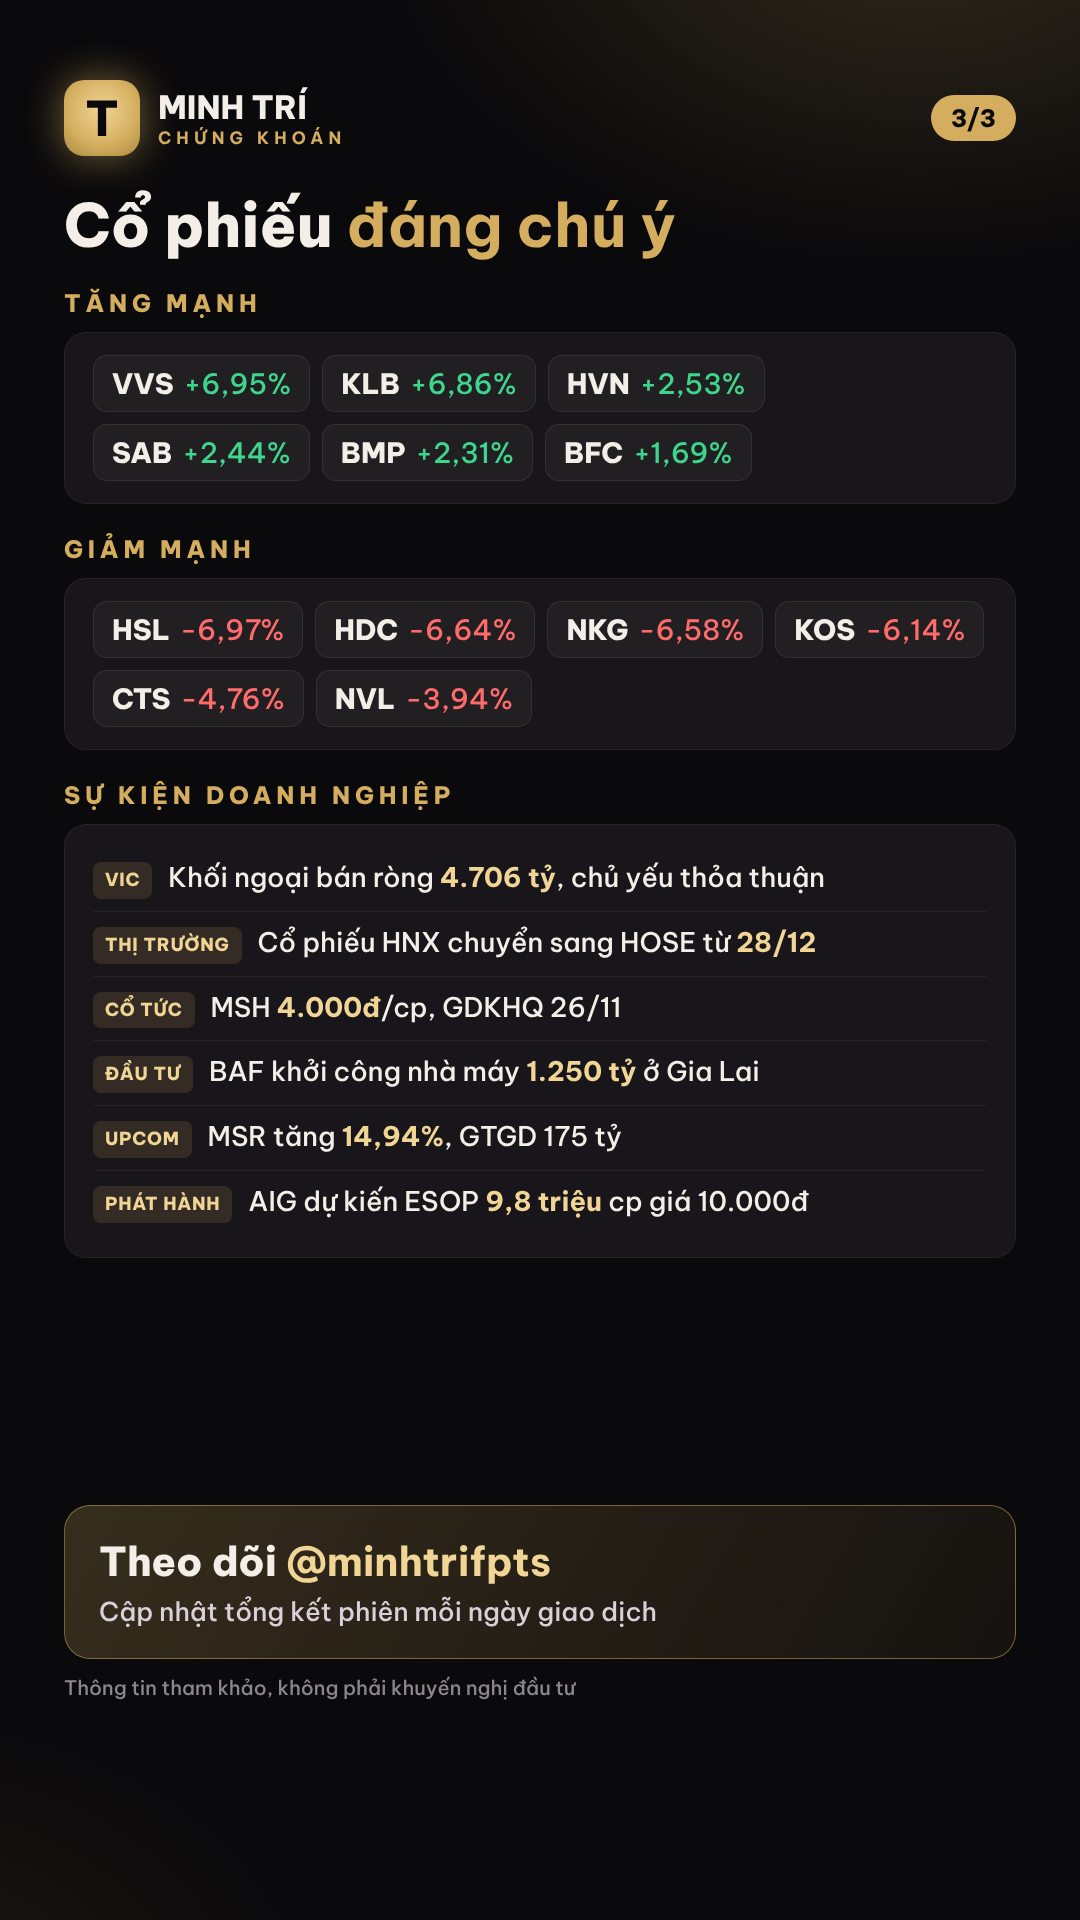 T
MINH TRÍ
CHỨNG KHOÁN
3/3
Cổ phiếu đáng chú ý
TĂNG MẠNH
VVS +6,95% KLB +6,86% HVN +2,53%
SAB +2,44% BMP +2,31% BFC +1,69%
GIẢM MẠNH
HSL -6,97% HDC -6,64% NKG -6,58% KOS -6,14%
CTS -4,76% NVL -3,94%
SỰ KIỆN DOANH NGHIỆP
VIC Khối ngoại bán ròng 4.706 tỷ, chủ yếu thỏa thuận
THỊ TRƯỜNG Cổ phiếu HNX chuyển sang HOSE từ 28/12
CỔ TỨC MSH 4.000đ/cp, GDKHQ 26/11
ĐẦU TƯ BAF khởi công nhà máy 1.250 tỷ ở Gia Lai
UPCOM MSR tăng 14,94%, GTGD 175 tỷ
PHÁT HÀNH AIG dự kiến ESOP 9,8 triệu cp giá 10.000đ
Theo dõi @minhtrifpts
Cập nhật tổng kết phiên mỗi ngày giao dịch
Thông tin tham khảo, không phải khuyến nghị đầu tư